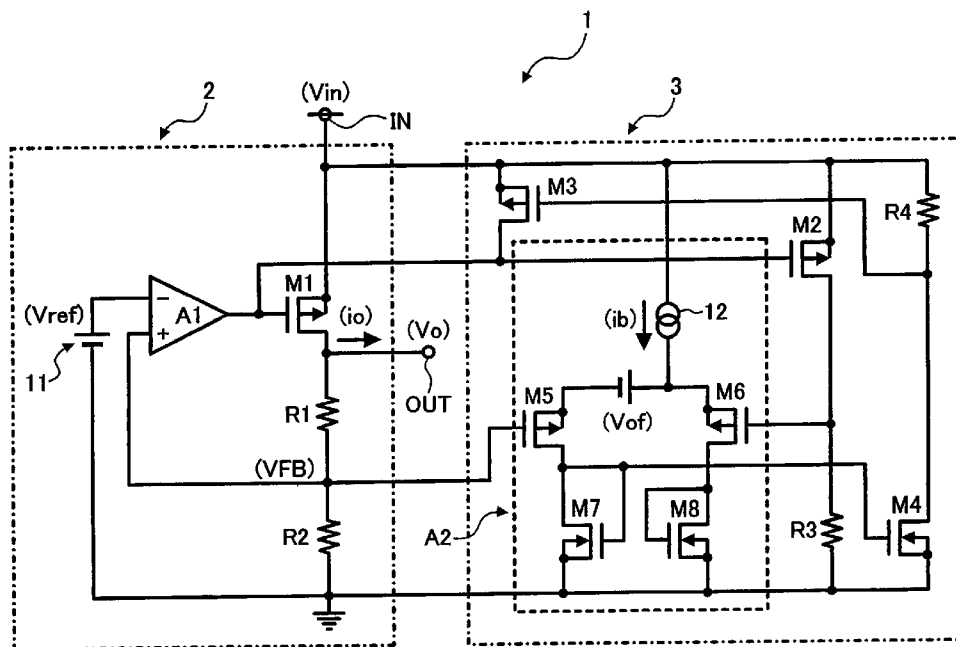 1
2
3
(Vin)
IN
M3
R4
M2
M1
A1
−
+
(Vref)
11
(io)
(Vo)
OUT
(ib)
12
R1
M5
M6
(Vof)
(VFB)
R2
A2
M7
M8
R3
M4